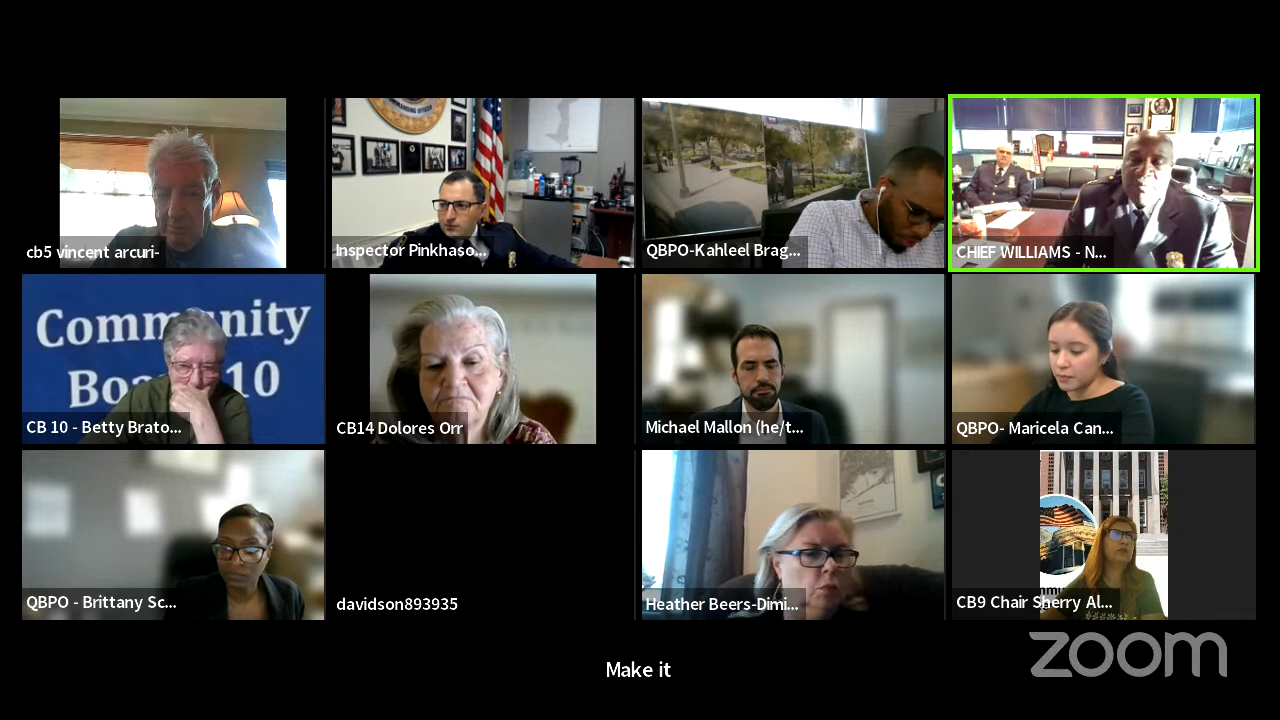 cb5 vincent arcuri-
Inspector Pinkhaso...
QBPO-Kahleel Brag...
CHIEF WILLIAMS - N...
Community
Boa 10
CB 10 - Betty Brato...
CB14 Dolores Orr
Michael Mallon (he/t...
QBPO- Maricela Can...
QBPO - Brittany Sc...
davidson893935
Heather Beers-Dimi...
CB9 Chair Sherry Al...
Make it
zoom